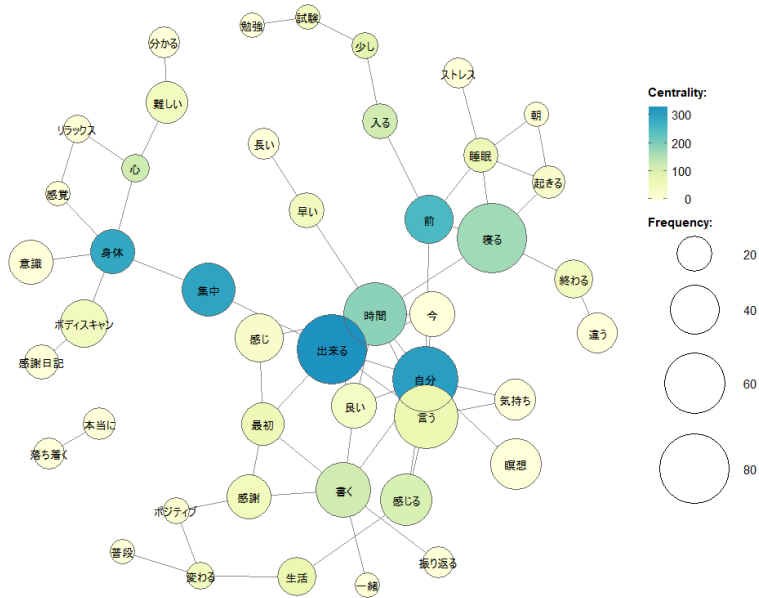 勉強
試験
分かる
少し
ストレス
難しい
朝
入る
リラックス
長い
睡眠
心
起きる
感覚
早い
前
寝る
身体
意識
集中
終わる
時間
今
ボディスキャン
違う
感じ
出来る
感謝日記
自分
気持ち
良い
言う
本当に
最初
落ち着く
瞑想
書く
感謝
感じる
ポジティブ
普段
振り返る
変わる
生活
一緒
Centrality:
300
200
100
0
Frequency:
20
40
60
80